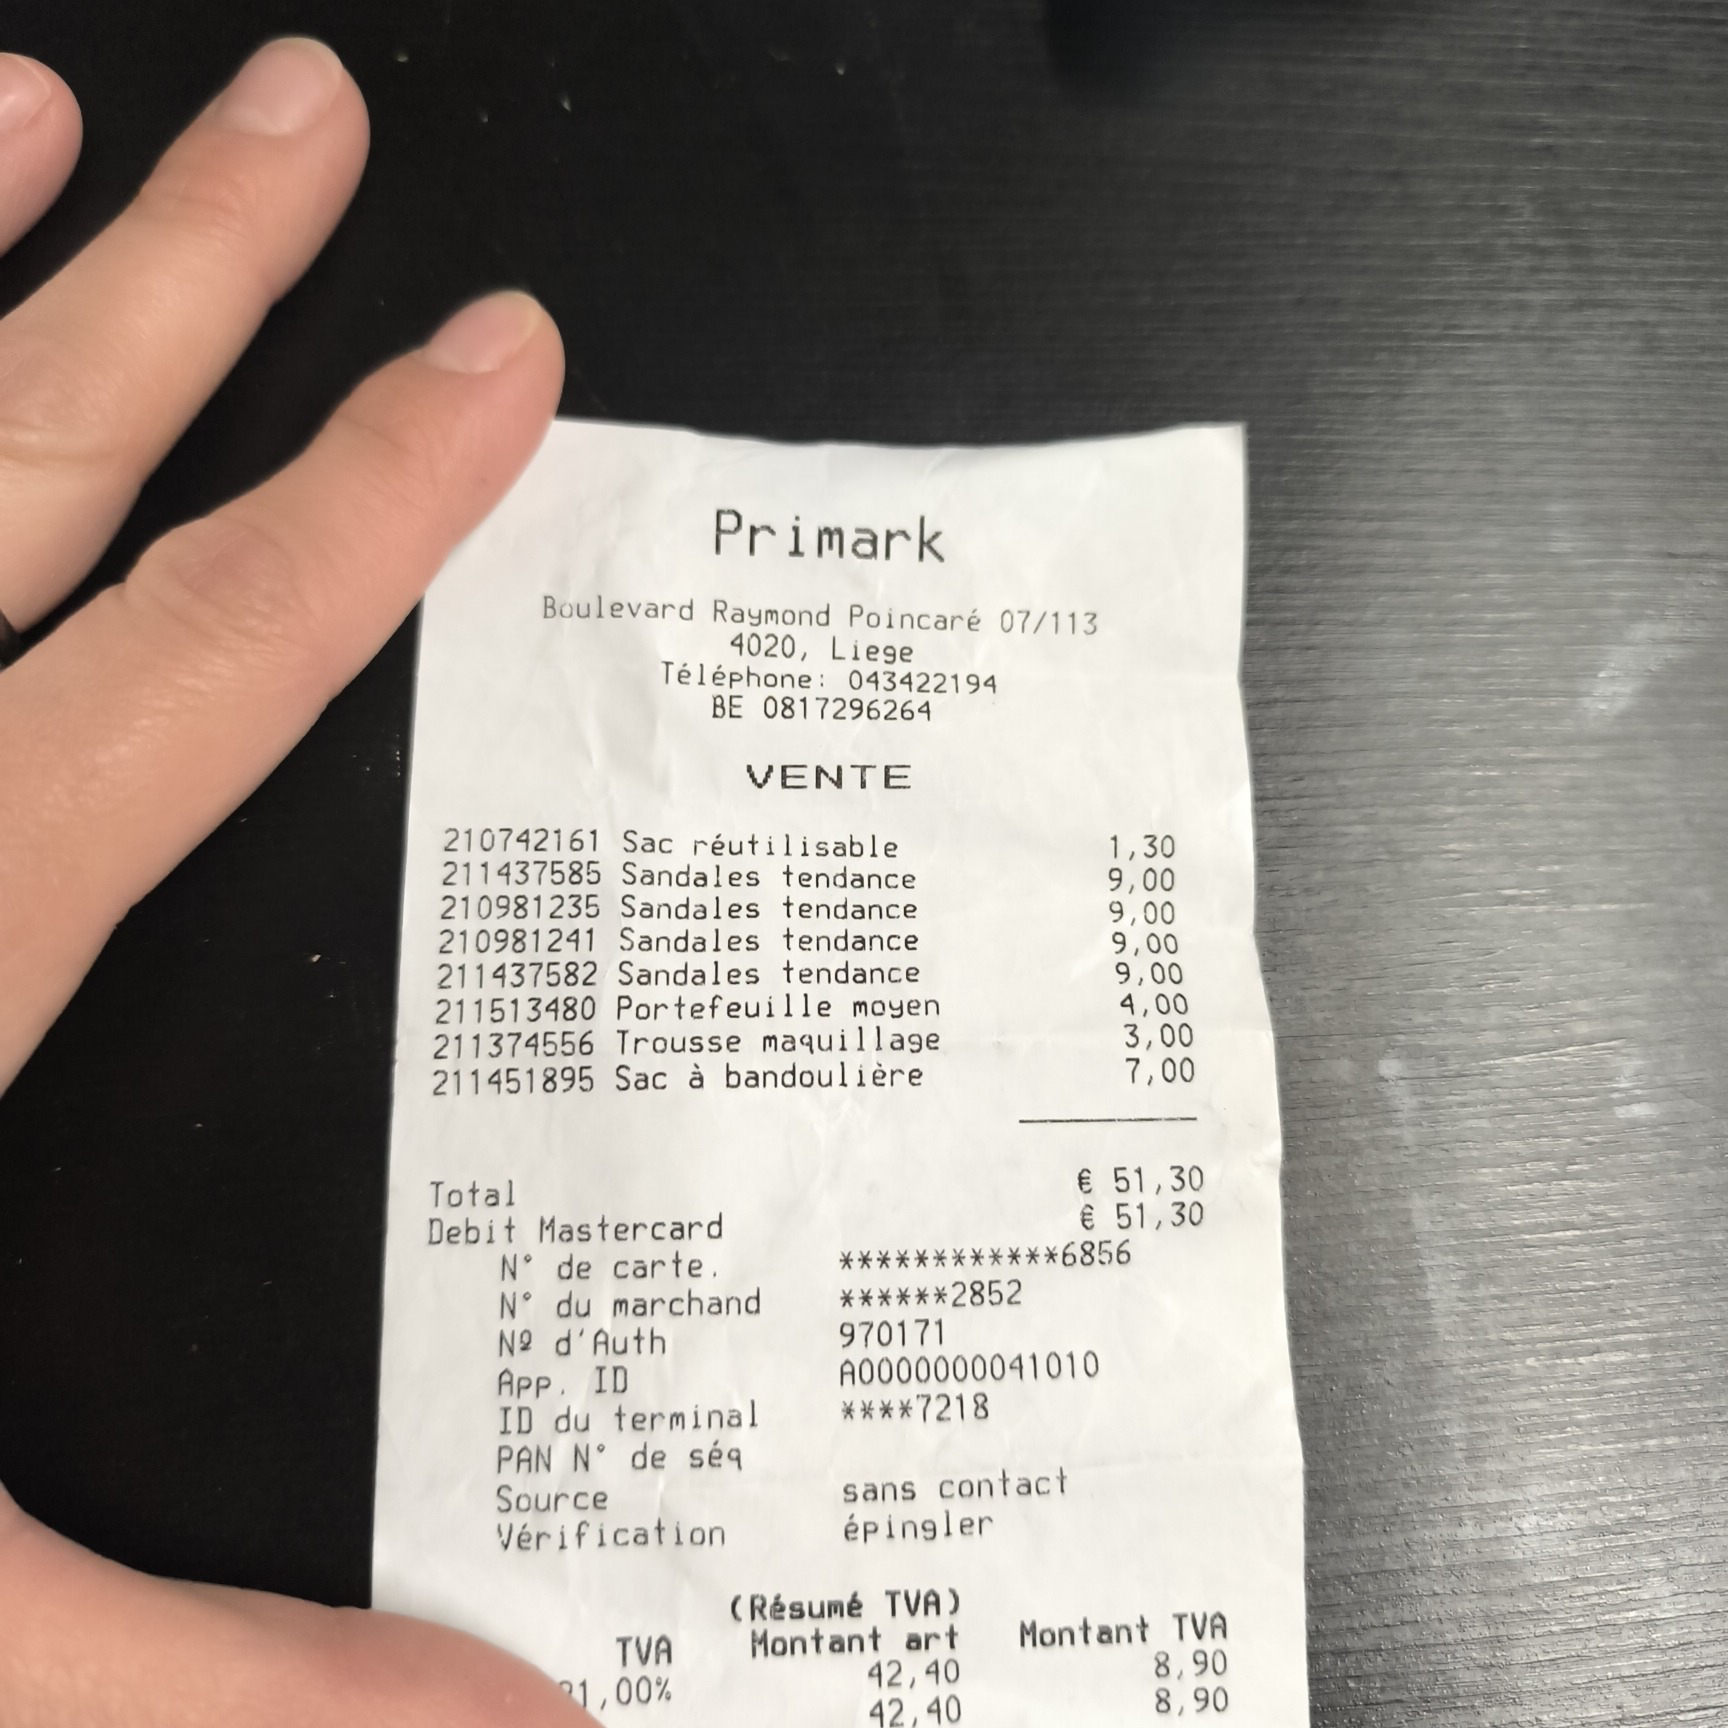 Primark
Boulevard Raymond Poincaré 07/113
4020, Liege
Téléphone: 043422194
BE 0817296264
VENTE
210742161 Sac réutilisable 1,30
211437585 Sandales tendance 9,00
210981235 Sandales tendance 9,00
210981241 Sandales tendance 9,00
211437582 Sandales tendance 9,00
211513480 Portefeuille moyen 4,00
211374556 Trousse maquillage 3,00
211451895 Sac à bandoulière 7,00
Total € 51,30
Debit Mastercard € 51,30
N° de carte. ************6856
N° du marchand ******2852
Nº d'Auth 970171
App. ID A0000000041010
ID du terminal ****7218
PAN N° de séq
Source sans contact
Vérification épingler
(Résumé TVA)
TVA Montant art Montant TVA
1,00% 42,40 8,90
42,40 8,90